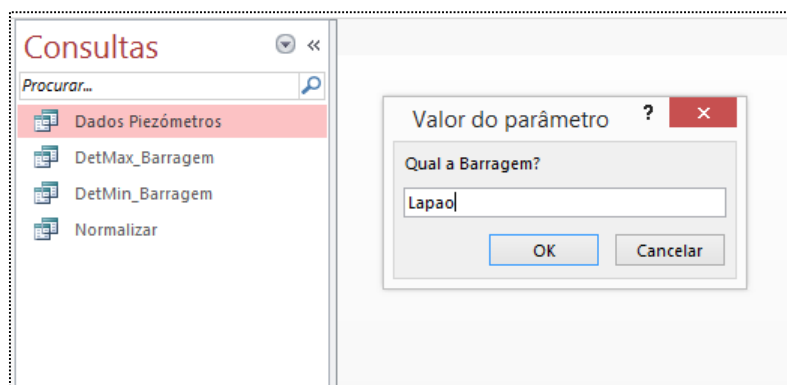 Consultas
Procurar...
Dados Piezómetros
DetMax_Barragem
DetMin_Barragem
Normalizar
Valor do parâmetro
?
×
Qual a Barragem?
Lapao
OK
Cancelar